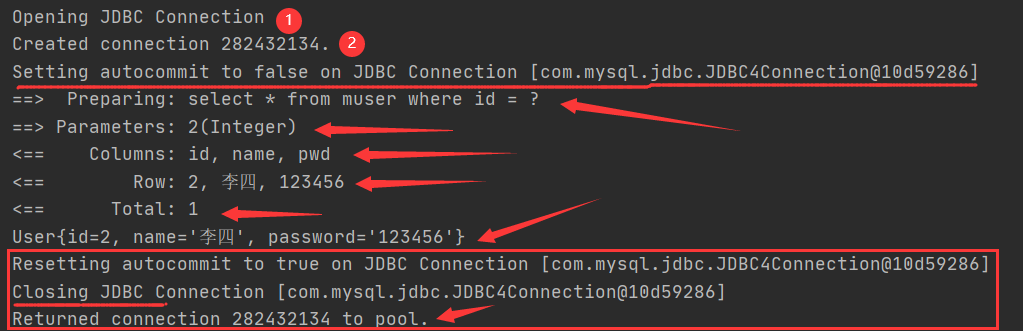 Opening JDBC Connection 1
Created connection 282432134. 2
Setting autocommit to false on JDBC Connection [com.mysql.jdbc.JDBC4Connection@10d59286]
==>  Preparing: select * from muser where id = ?
==> Parameters: 2(Integer)
<==    Columns: id, name, pwd
<==        Row: 2, 李四, 123456
<==      Total: 1
User{id=2, name='李四', password='123456'}
Resetting autocommit to true on JDBC Connection [com.mysql.jdbc.JDBC4Connection@10d59286]
Closing JDBC Connection [com.mysql.jdbc.JDBC4Connection@10d59286]
Returned connection 282432134 to pool.